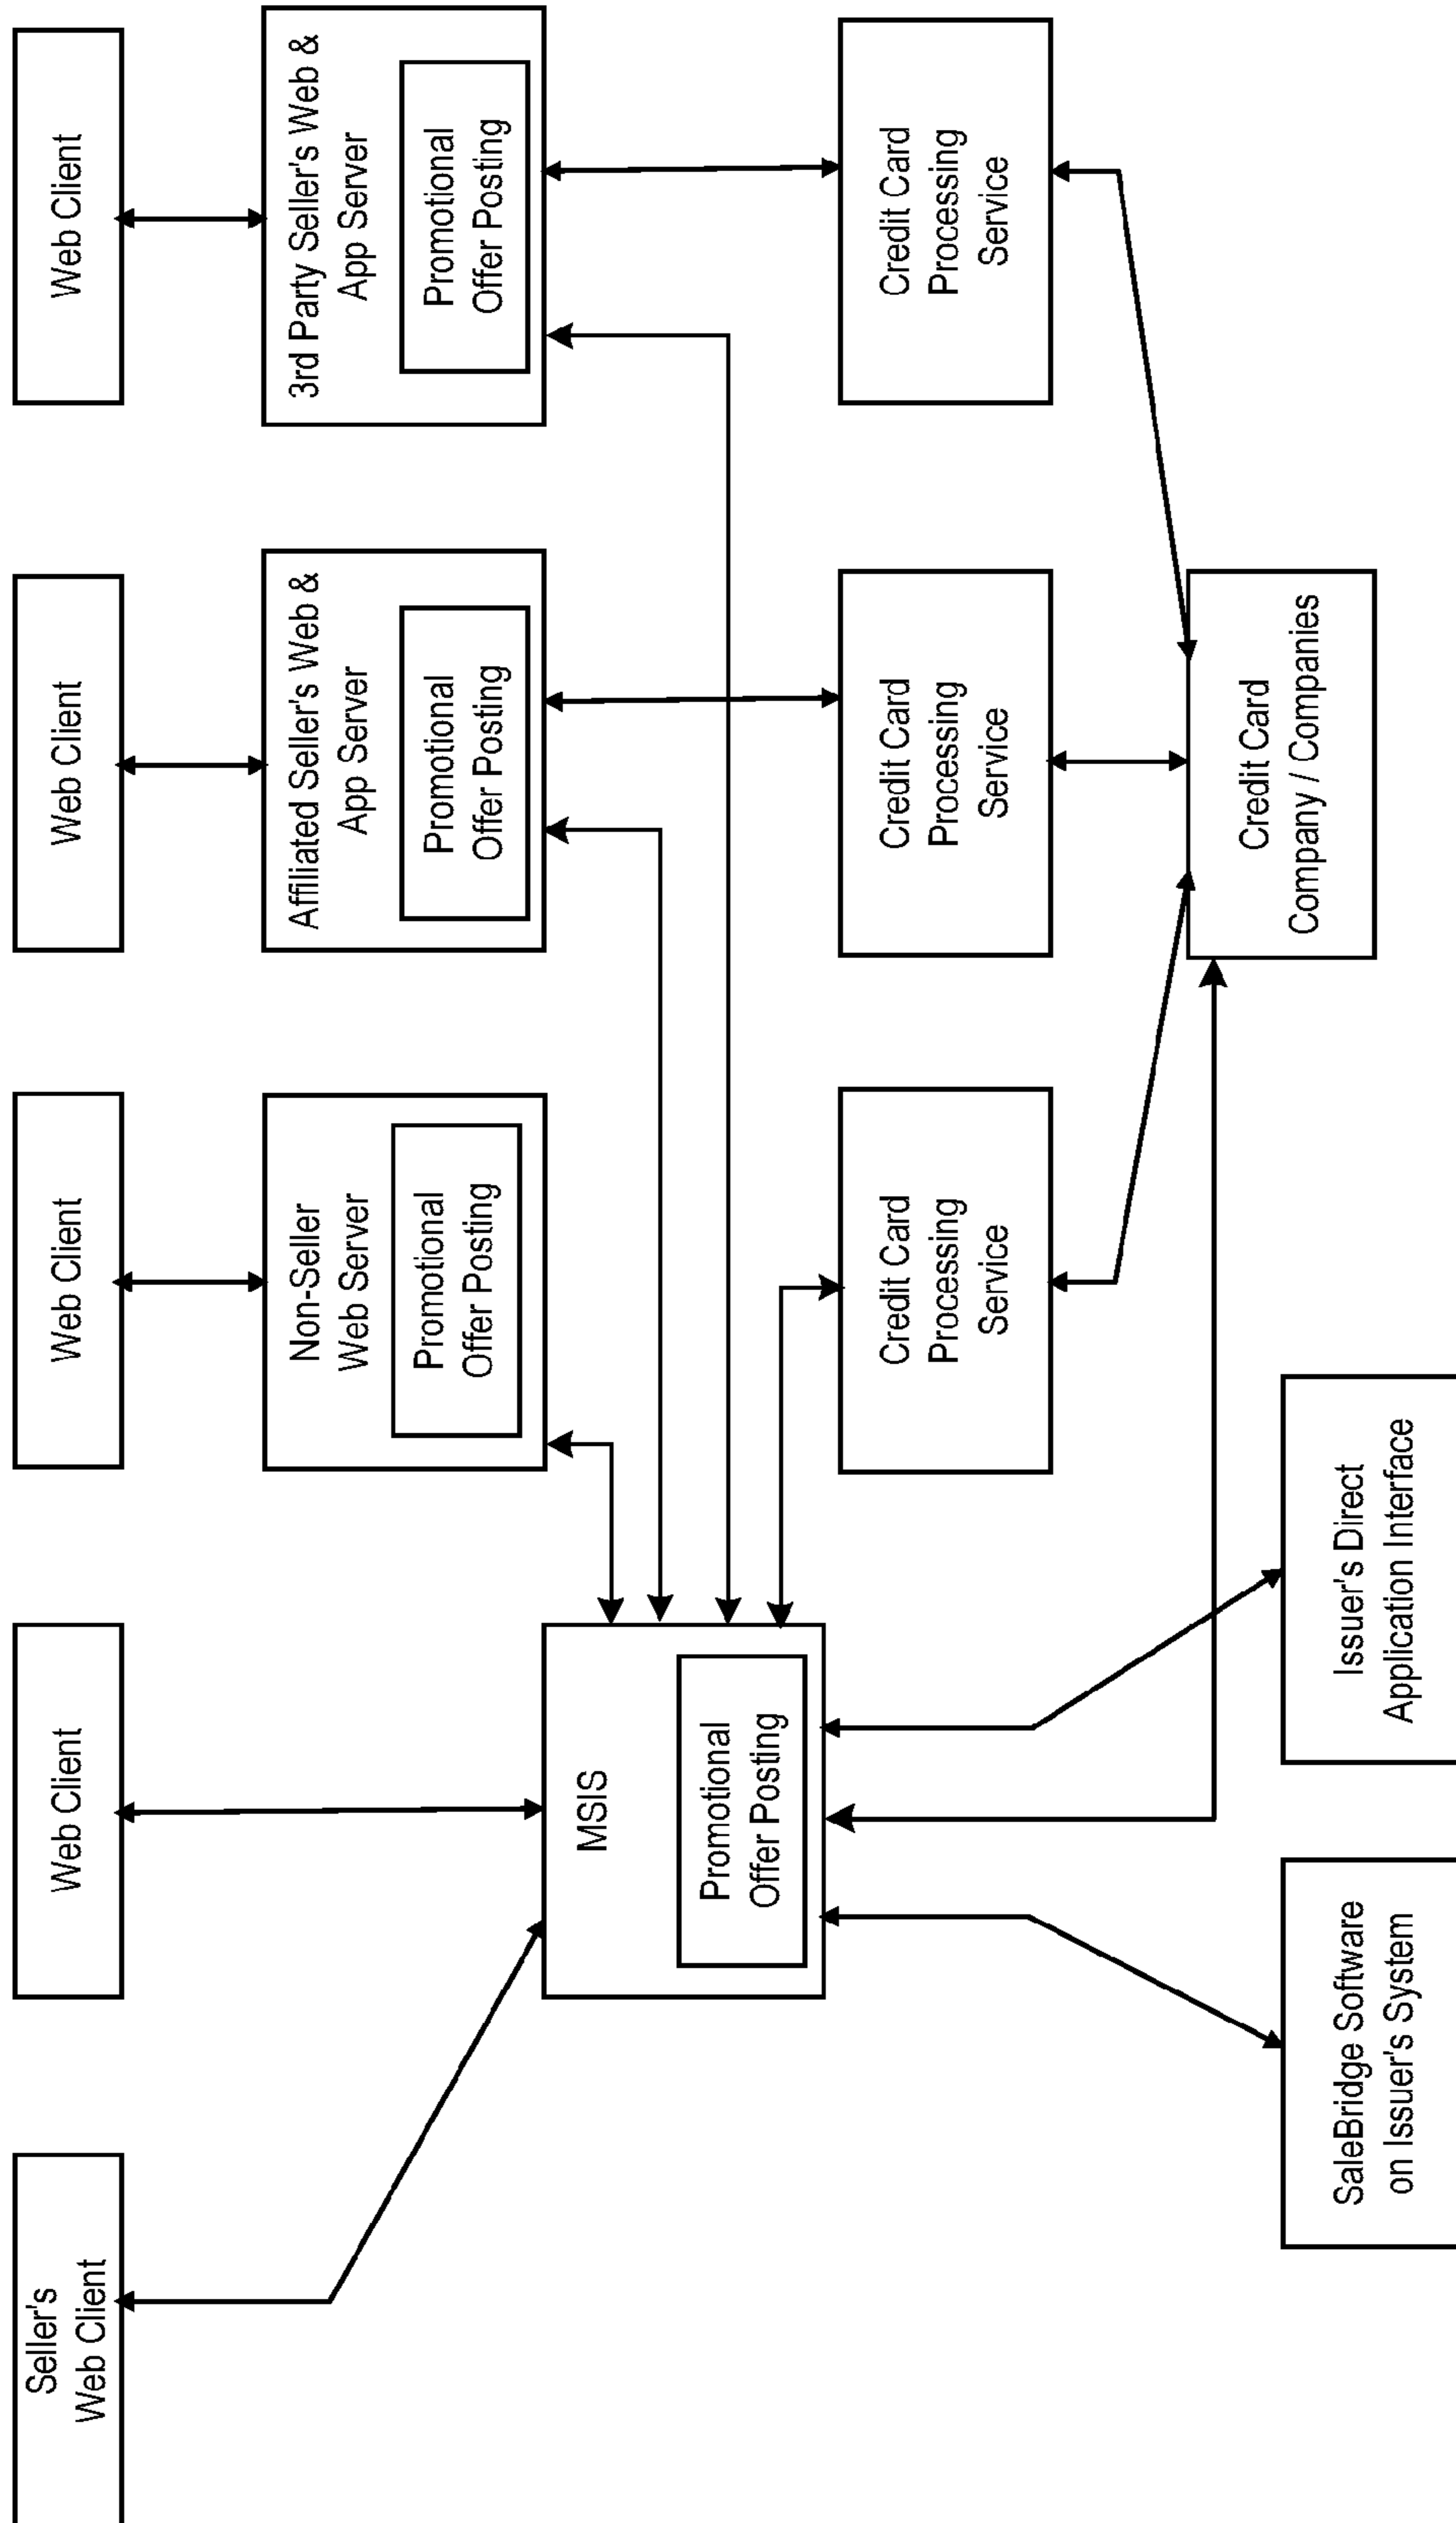 Seller's
Web Client
Web Client
Web Client
Web Client
Web Client
Non-Seller
Web Server
Promotional
Offer Posting
Affiliated Seller's Web &
App Server
Promotional
Offer Posting
3rd Party Seller's Web &
App Server
Promotional
Offer Posting
MSIS
Promotional
Offer Posting
Credit Card
Processing
Service
Credit Card
Processing
Service
Credit Card
Processing
Service
Credit Card
Company / Companies
SaleBridge Software
on Issuer's System
Issuer's Direct
Application Interface